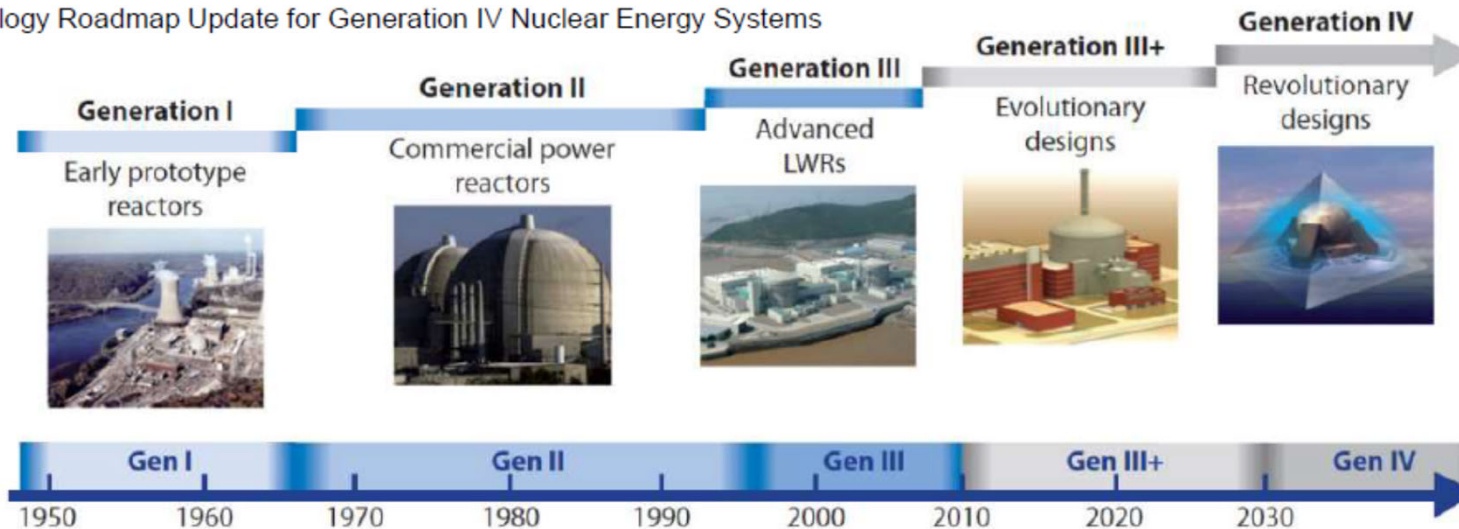 logy Roadmap Update for Generation IV Nuclear Energy Systems
Generation I
Early prototype
reactors
Generation II
Commercial power
reactors
Generation III
Advanced
LWRs
Generation III+
Evolutionary
designs
Generation IV
Revolutionary
designs
Gen I
Gen II
Gen III
Gen III+
Gen IV
1950
1960
1970
1980
1990
2000
2010
2020
2030